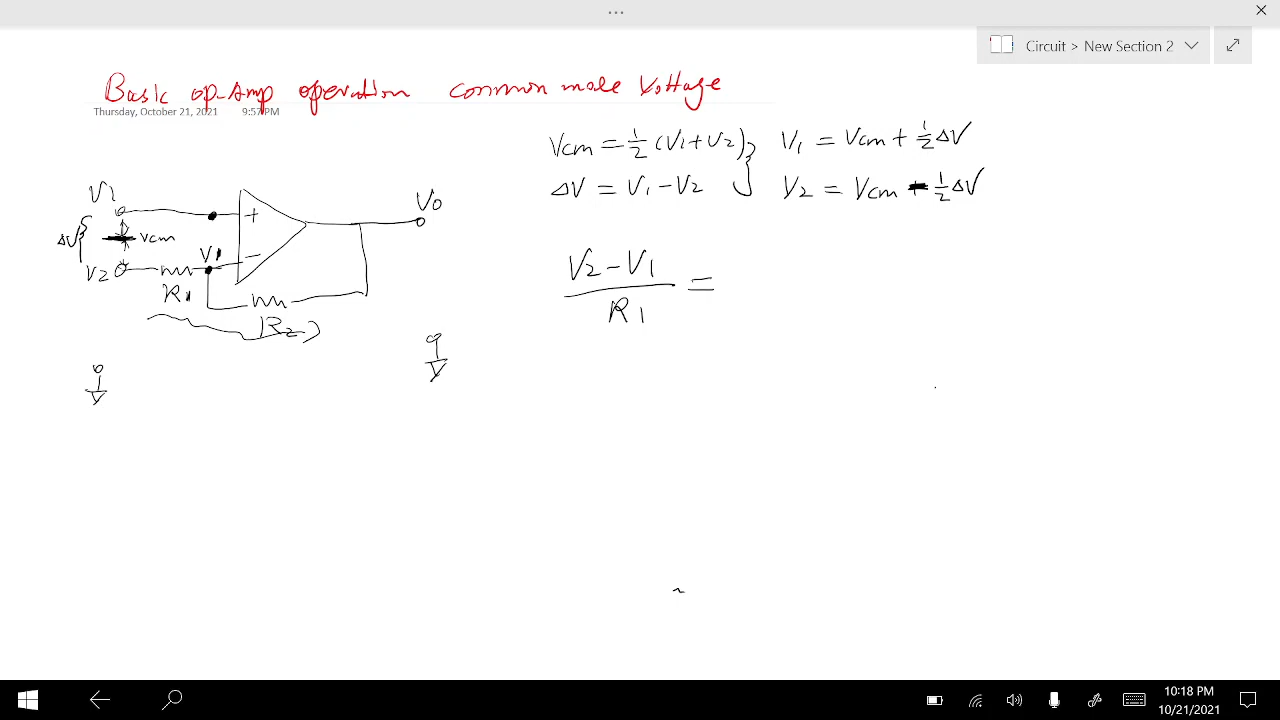 ...
Circuit > New Section 2
Basic op-Amp operation common mode Voltage
Thursday, October 21, 2021 9:57 PM
Vcm = 1/2 (V1 + V2) } V1 = Vcm + 1/2 ΔV
ΔV = V1 - V2 V2 = Vcm - 1/2 ΔV
V1
+
V0
ΔV { Vcm
V1
-
V2
R1
R2
V2 - V1 / R1 =
10:18 PM
10/21/2021